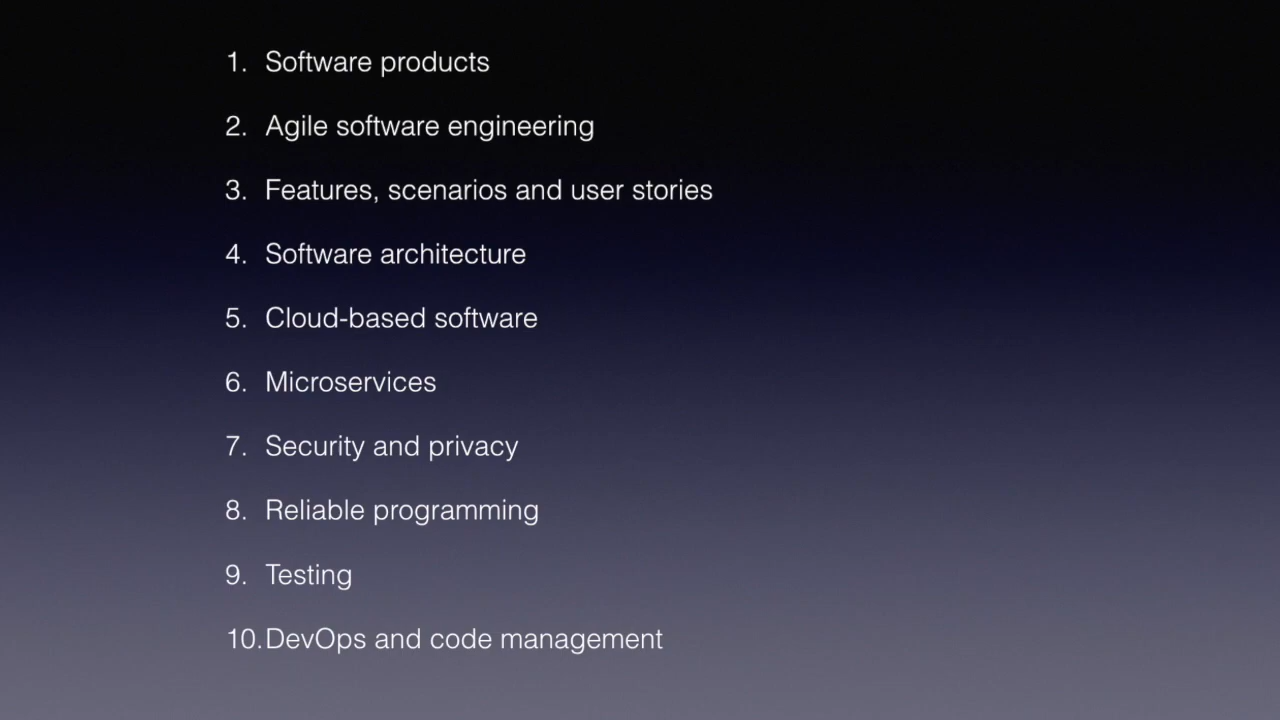 1. Software products
2. Agile software engineering
3. Features, scenarios and user stories
4. Software architecture
5. Cloud-based software
6. Microservices
7. Security and privacy
8. Reliable programming
9. Testing
10. DevOps and code management